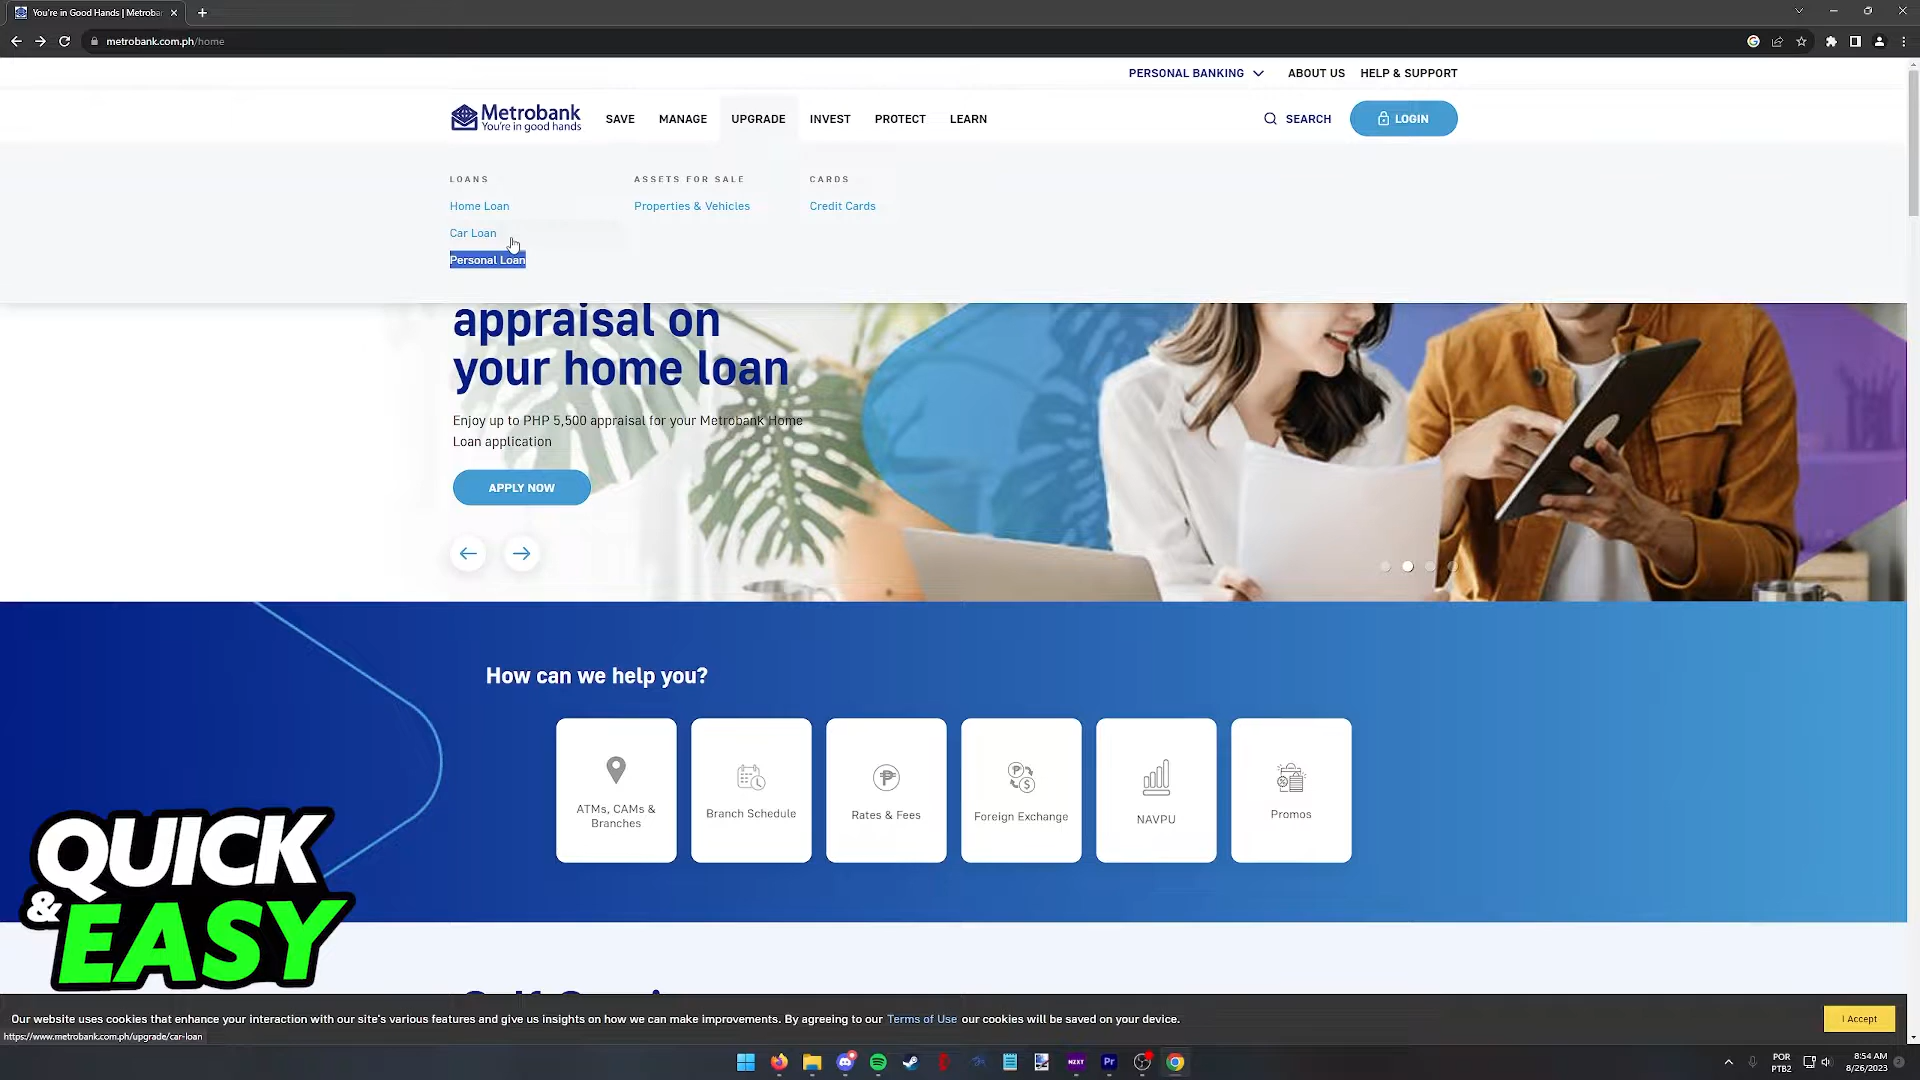 You're in Good Hands | Metroba
metrobank.com.ph/home
PERSONAL BANKING
ABOUT US
HELP & SUPPORT
Metrobank
You're in good hands
SAVE
MANAGE
UPGRADE
INVEST
PROTECT
LEARN
SEARCH
LOGIN
LOANS
ASSETS FOR SALE
CARDS
Home Loan
Properties & Vehicles
Credit Cards
Car Loan
Personal Loan
appraisal on
your home loan
Enjoy up to PHP 5,500 appraisal for your Metrobank Home
Loan application
APPLY NOW
How can we help you?
ATMs, CAMs &
Branches
Branch Schedule
Rates & Fees
Foreign Exchange
NAVPU
Promos
QUICK
& EASY
Our website uses cookies that enhance your interaction with our site's various features and give us insights on how we can make improvements. By agreeing to our Terms of Use our cookies will be saved on your device.
I Accept
https://www.metrobank.com.ph/upgrade/car-loan
NZXT
Pr
POR
PTB2
8:54 AM
8/26/2023